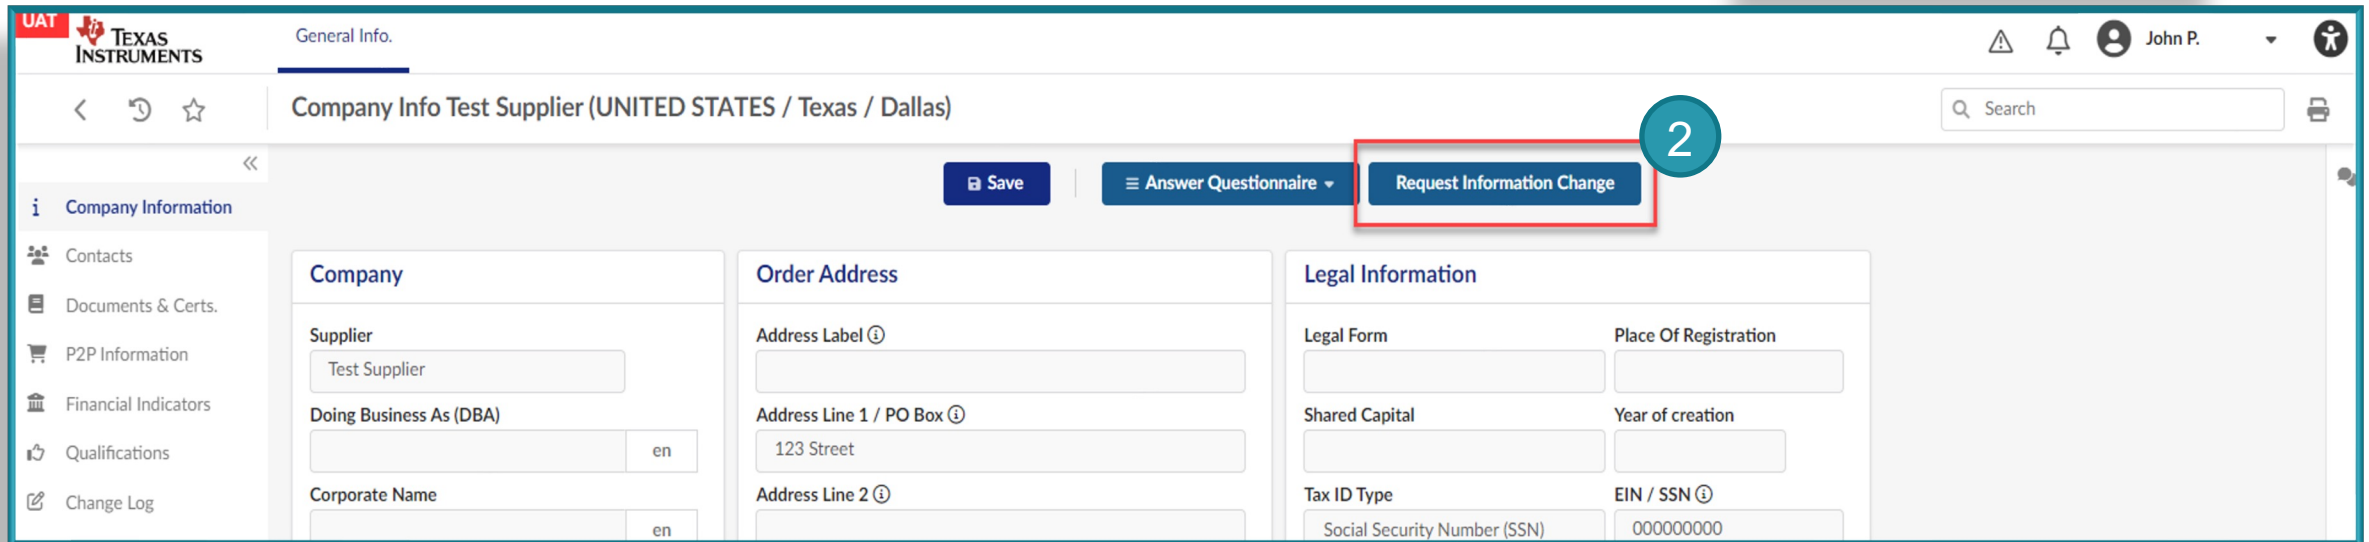 UAT
TEXAS
INSTRUMENTS
General Info.
John P.
Company Info Test Supplier (UNITED STATES / Texas / Dallas)
Search
2
Save
Answer Questionnaire
Request Information Change
Company Information
Contacts
Documents & Certs.
P2P Information
Financial Indicators
Qualifications
Change Log
Company
Supplier
Test Supplier
Doing Business As (DBA)
en
Corporate Name
en
Order Address
Address Label
Address Line 1 / PO Box
123 Street
Address Line 2
Legal Information
Legal Form
Place Of Registration
Shared Capital
Year of creation
Tax ID Type
EIN / SSN
Social Security Number (SSN)
000000000